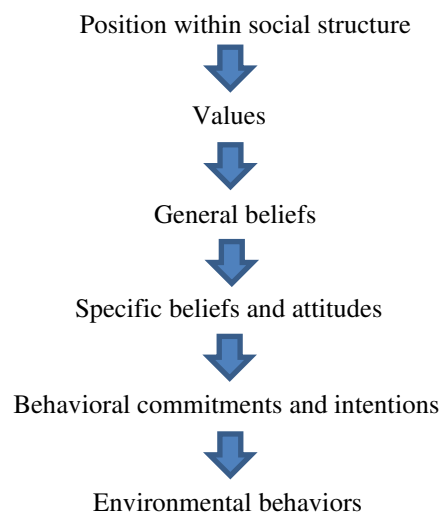 Position within social structure
Values
General beliefs
Specific beliefs and attitudes
Behavioral commitments and intentions
Environmental behaviors